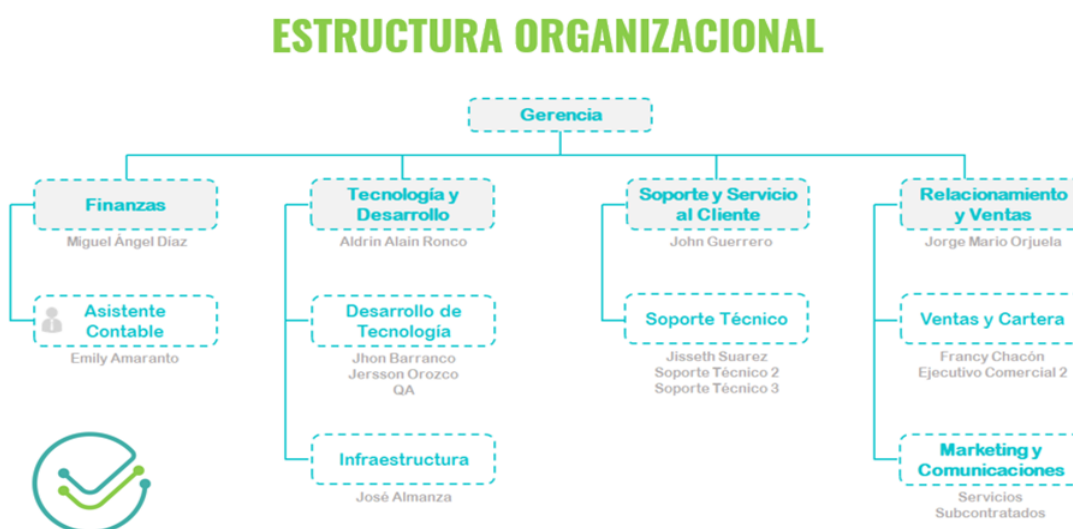 ESTRUCTURA ORGANIZACIONAL
Gerencia
Finanzas
Miguel Ángel Díaz
Asistente
Contable
Emily Amaranto
Tecnología y
Desarrollo
Aldrin Alain Ronco
Desarrollo de
Tecnología
Jhon Barranco
Jersson Orozco
QA
Infraestructura
José Almanza
Soporte y Servicio
al Cliente
John Guerrero
Soporte Técnico
Jisseth Suarez
Soporte Técnico 2
Soporte Técnico 3
Relacionamiento
y Ventas
Jorge Mario Orjuela
Ventas y Cartera
Francy Chacón
Ejecutivo Comercial 2
Marketing y
Comunicaciones
Servicios
Subcontratados